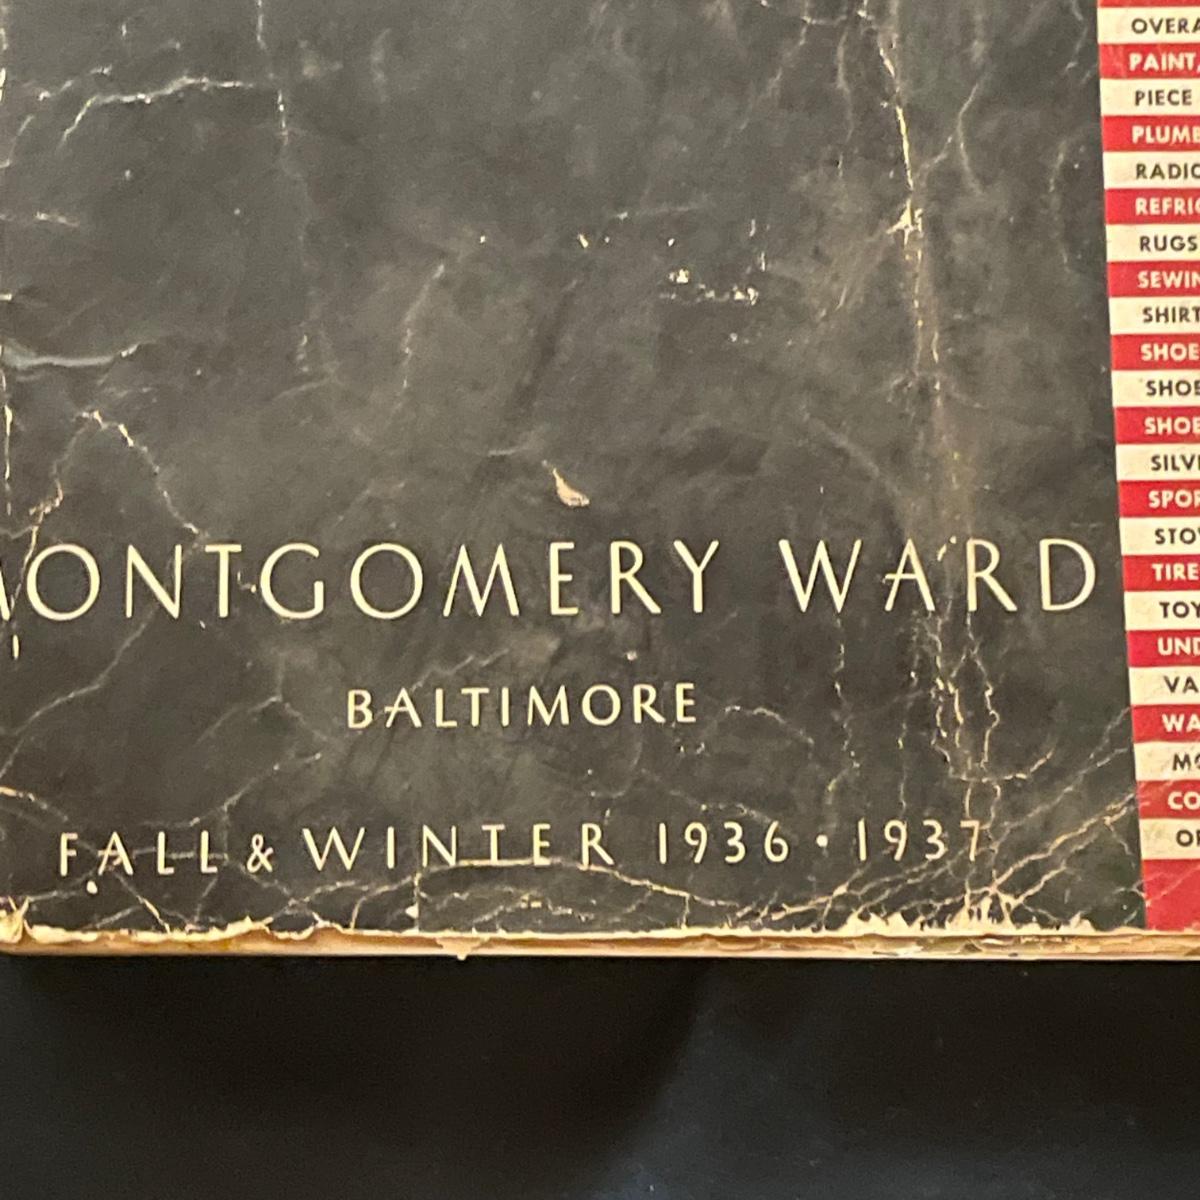 OVERA
PAINT,
PIECE
PLUMB
RADIO
REFRIG
RUGS
SEWIN
SHIRT
SHOE
SHOE
SHOE
SILV
SPOR
STOV
TIRE
TOY
UND
VA
WA
MO
CO
MONTGOMERY WARD
BALTIMORE
FALL & WINTER 1936 • 1937